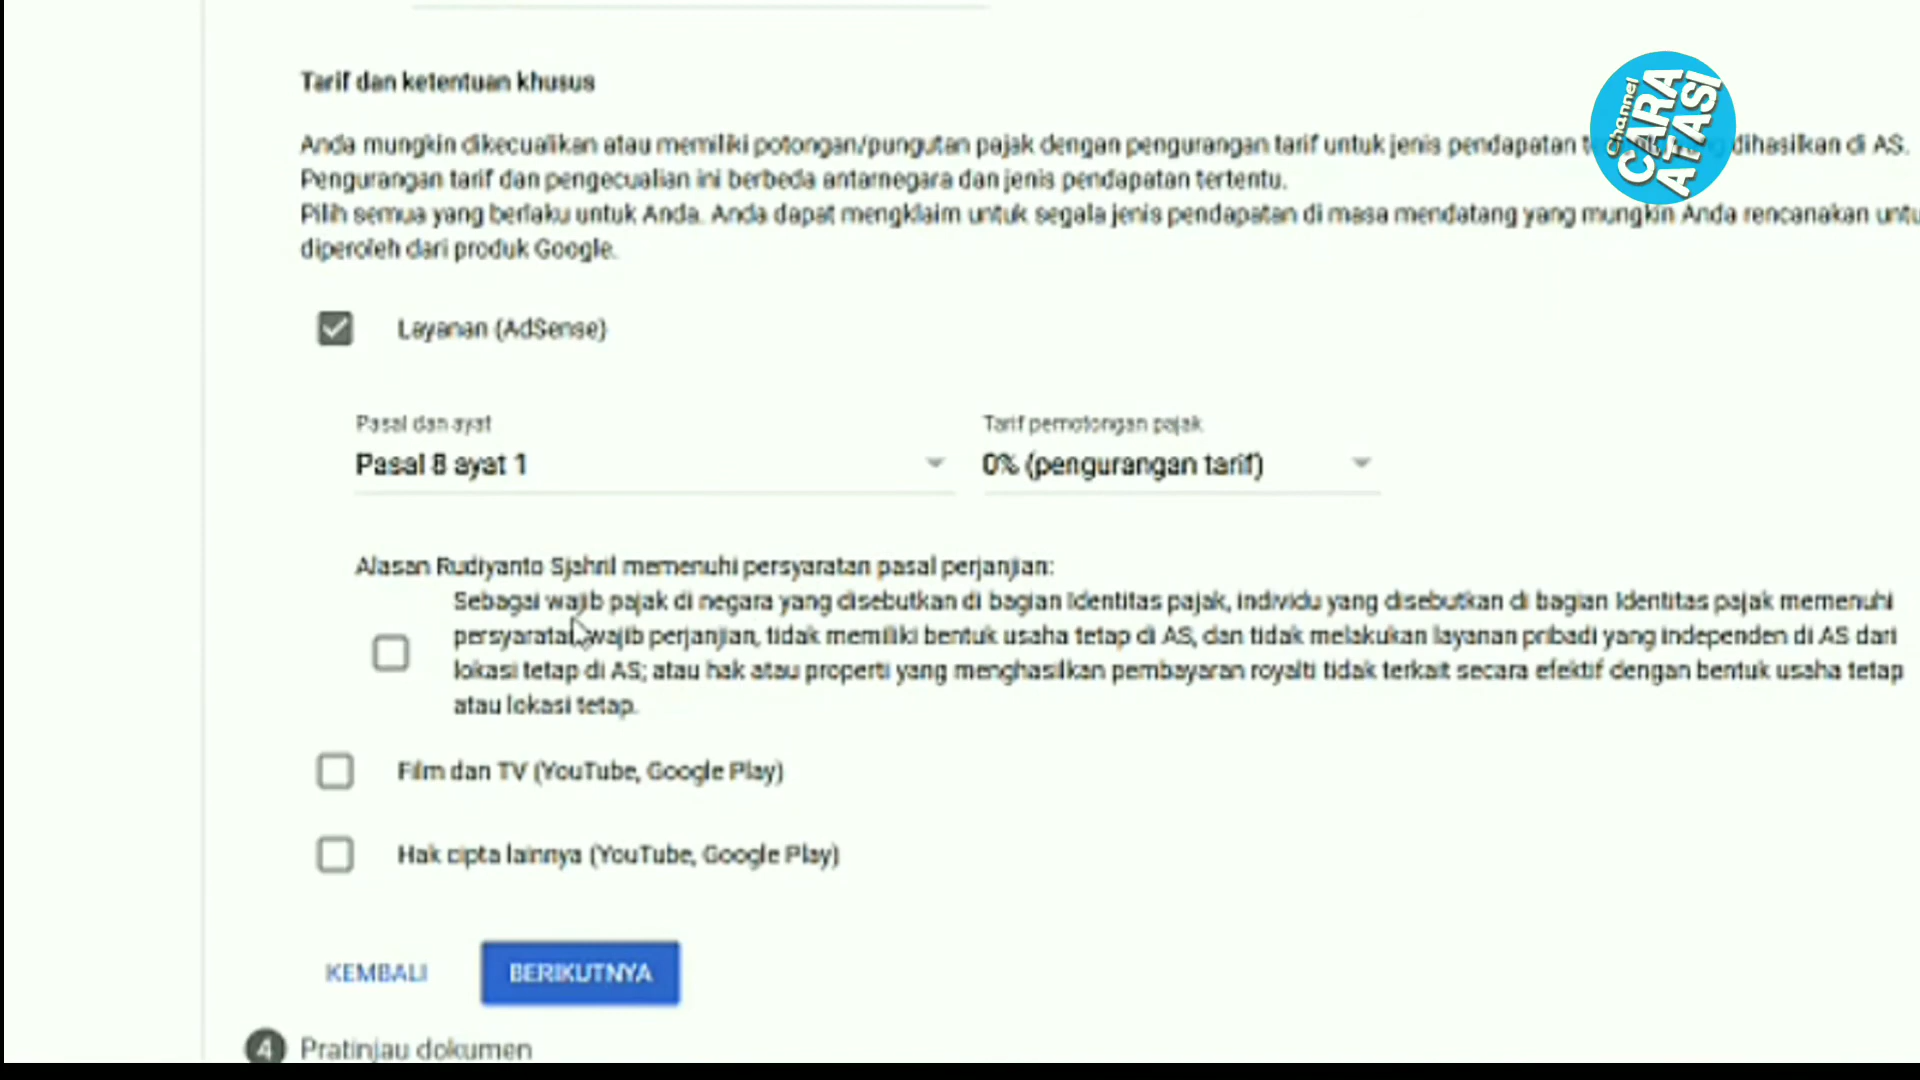 Tarif dan ketentuan khusus
Channel
CARA
ATASI
Anda mungkin dikecualikan atau memiliki potongan/pungutan pajak dengan pengurangan tarif untuk jenis pendapatan dihasilkan di AS.
Pengurangan tarif dan pengecualian ini berbeda antarnegara dan jenis pendapatan tertentu.
Pilih semua yang berlaku untuk Anda. Anda dapat mengklaim untuk segala jenis pendapatan di masa mendatang yang mungkin Anda rencanakan
diperoleh dari produk Google.
Layanan (AdSense)
Pasal dan ayat
Tarif pemotongan pajak
Pasal 8 ayat 1
0% (pengurangan tarif)
Alasan Rudiyanto Sjahril memenuhi persyaratan pasal perjanjian:
Sebagai wajib pajak di negara yang disebutkan di bagian Identitas pajak, individu yang disebutkan di bagian Identitas pajak memenuhi
persyaratan wajib perjanjian, tidak memiliki bentuk usaha tetap di AS, dan tidak melakukan layanan pribadi yang independen di AS dari
lokasi tetap di AS; atau hak atau properti yang menghasilkan pembayaran royalti tidak terkait secara efektif dengan bentuk usaha tetap
atau lokasi tetap.
Film dan TV (YouTube, Google Play)
Hak cipta lainnya (YouTube, Google Play)
KEMBALI
BERIKUTNYA
4 Pratinjau dokumen